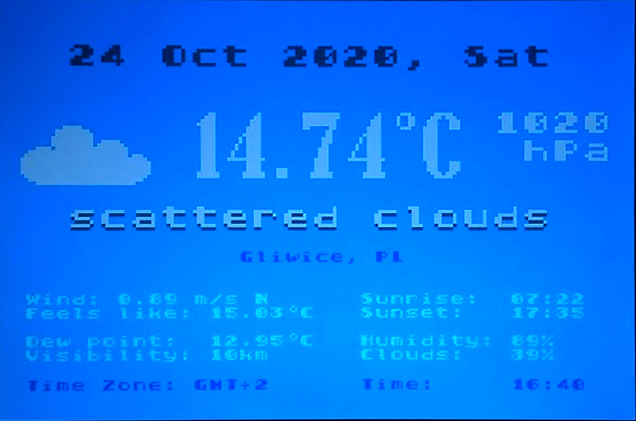 24 Oct 2020, Sat
14.74°C
1020
hPa
scattered clouds
Gliwice, PL
Wind: 0.89 m/s N
Feels like: 15.03°C
Sunrise: 07:22
Sunset: 17:35
Dew point: 12.95°C
Visibility: 10km
Humidity: 89%
Clouds: 39%
Time Zone: GMT+2
Time: 16:40